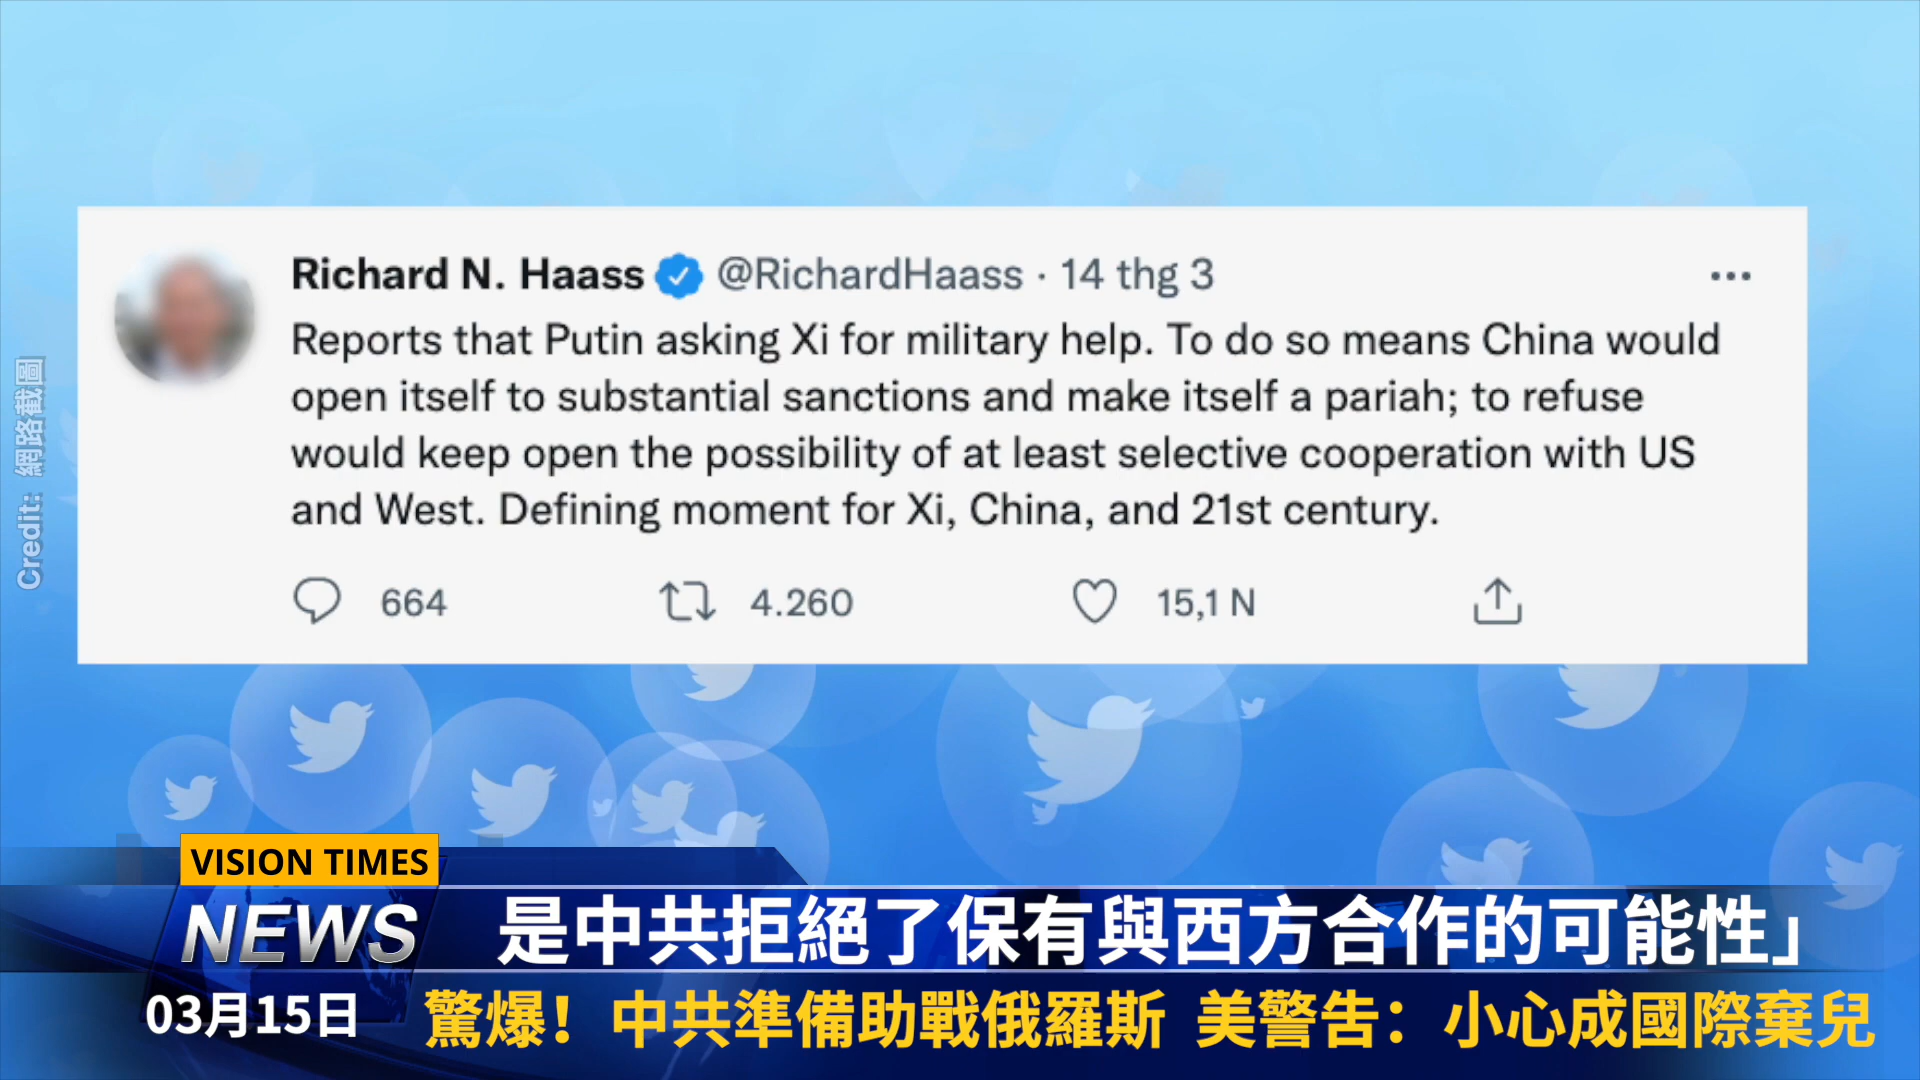 Richard N. Haass @RichardHaass · 14 thg 3
Reports that Putin asking Xi for military help. To do so means China would
open itself to substantial sanctions and make itself a pariah; to refuse
would keep open the possibility of at least selective cooperation with US
and West. Defining moment for Xi, China, and 21st century.
664 4.260 15,1 N
Credit: 網路截圖
VISION TIMES
NEWS
是中共拒絕了保有與西方合作的可能性」
03月15日
驚爆！中共準備助戰俄羅斯 美警告：小心成國際棄兒